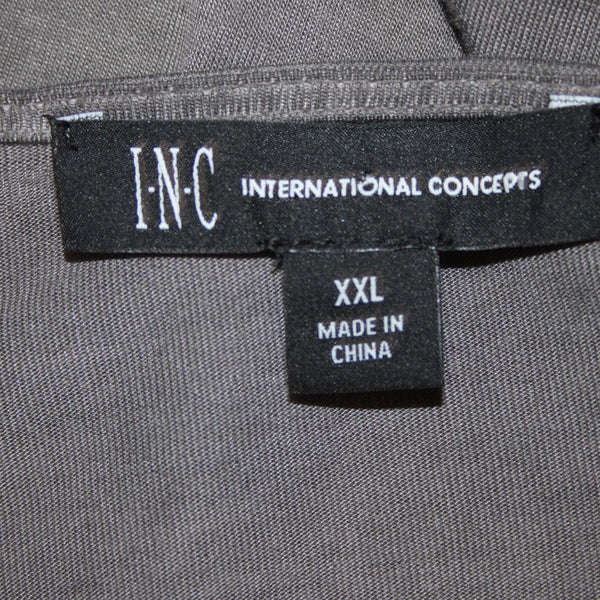 I·N·C INTERNATIONAL CONCEPTS
XXL
MADE IN
CHINA